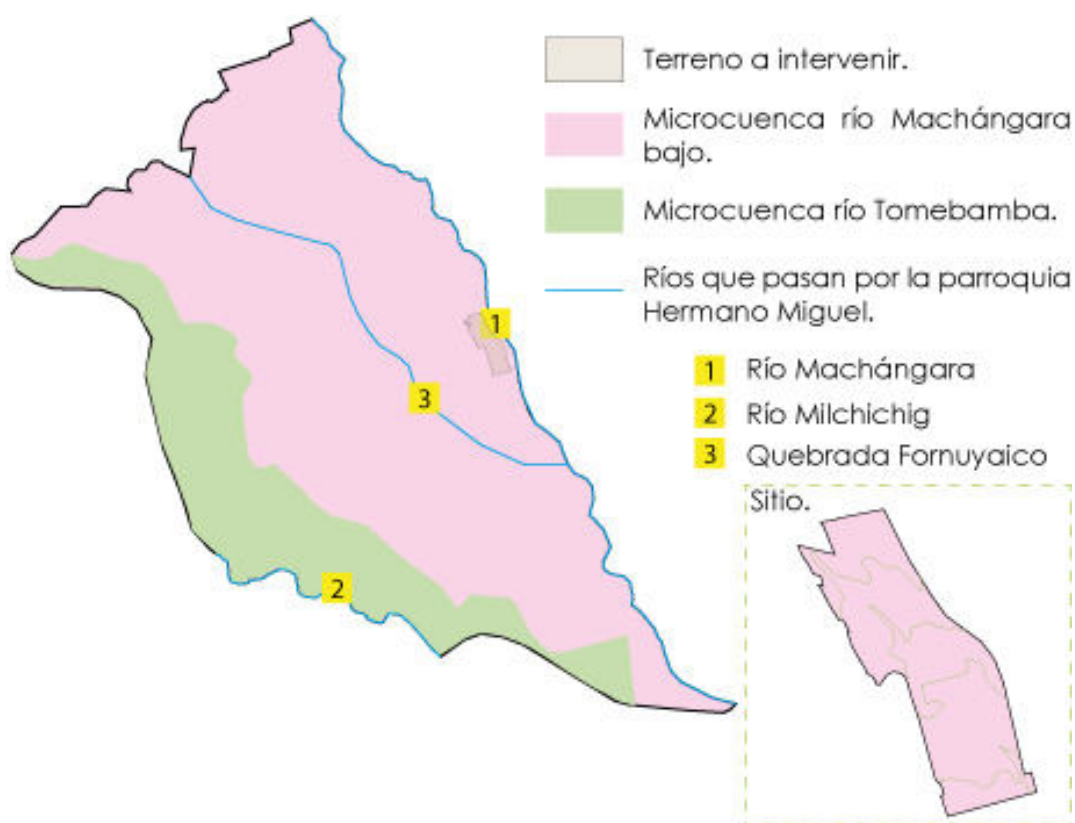 Terreno a intervenir.
Microcuenca río Machángara
bajo.
Microcuenca río Tomebamba.
Ríos que pasan por la parroquia
Hermano Miguel.
1
1 Río Machángara
3
2 Río Milchichig
3 Quebrada Fornuyaico
Sitio.
2